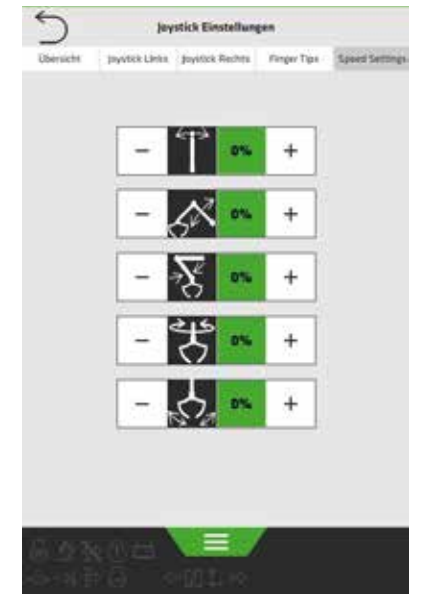 Joystick Einstellungen
Übersicht Joystick Links Joystick Rechts Finger Tips Speed Settings
− 0% +
− 0% +
− 0% +
− 0% +
− 0% +